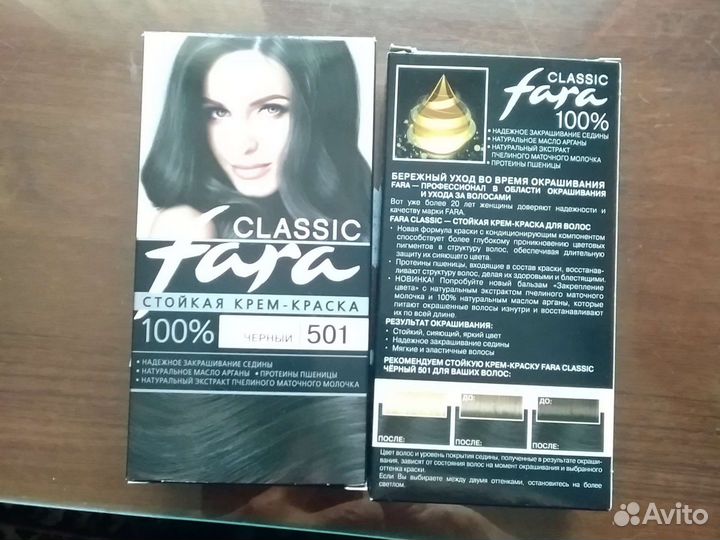 CLASSIC
fara
СТОЙКАЯ КРЕМ-КРАСКА
100% ЧЕРНЫЙ 501
• НАДЕЖНОЕ ЗАКРАШИВАНИЕ СЕДИНЫ
• НАТУРАЛЬНОЕ МАСЛО АРГАНЫ • ПРОТЕИНЫ ПШЕНИЦЫ
• НАТУРАЛЬНЫЙ ЭКСТРАКТ ПЧЕЛИНОГО МАТОЧНОГО МОЛОЧКА
CLASSIC
fara
100%
• НАДЕЖНОЕ ЗАКРАШИВАНИЕ СЕДИНЫ
• НАТУРАЛЬНОЕ МАСЛО АРГАНЫ
• НАТУРАЛЬНЫЙ ЭКСТРАКТ
ПЧЕЛИНОГО МАТОЧНОГО МОЛОЧКА
• ПРОТЕИНЫ ПШЕНИЦЫ
БЕРЕЖНЫЙ УХОД ВО ВРЕМЯ ОКРАШИВАНИЯ
FARA — ПРОФЕССИОНАЛ В ОБЛАСТИ ОКРАШИВАНИЯ
И УХОДА ЗА ВОЛОСАМИ
Вот уже более 20 лет женщины доверяют надежности и
качеству марки FARA.
FARA CLASSIC — СТОЙКАЯ КРЕМ-КРАСКА ДЛЯ ВОЛОС
• Новая формула краски с кондиционирующим компонентом
способствует более глубокому проникновению цветовых
пигментов в структуру волос, обеспечивая длительную
защиту их сияющего цвета.
• Протеины пшеницы, входящие в состав краски, восстанав-
ливают структуру волос, делая их здоровыми и блестящими.
• НОВИНКА! Попробуйте новый бальзам «Закрепление
цвета» с натуральным экстрактом пчелиного маточного
молочка и 100% натуральным маслом арганы, которые
питают окрашенные волосы изнутри и восстанавливают
их по всей длине.
РЕЗУЛЬТАТ ОКРАШИВАНИЯ:
• Стойкий, сияющий, яркий цвет
• Надежное закрашивание седины
• Мягкие и эластичные волосы
РЕКОМЕНДУЕМ СТОЙКУЮ КРЕМ-КРАСКУ FARA CLASSIC
ЧЁРНЫЙ 501 ДЛЯ ВАШИХ ВОЛОС:
ДО: ДО:
ПОСЛЕ: ПОСЛЕ: ПОСЛЕ:
Цвет волос и уровень покрытия седины, полученные в результате окраши-
вания, зависят от состояния волос на момент окрашивания и выбранного
оттенка краски.
Если Вы выбираете между двумя оттенками, остановитесь на более
светлом.
Avito